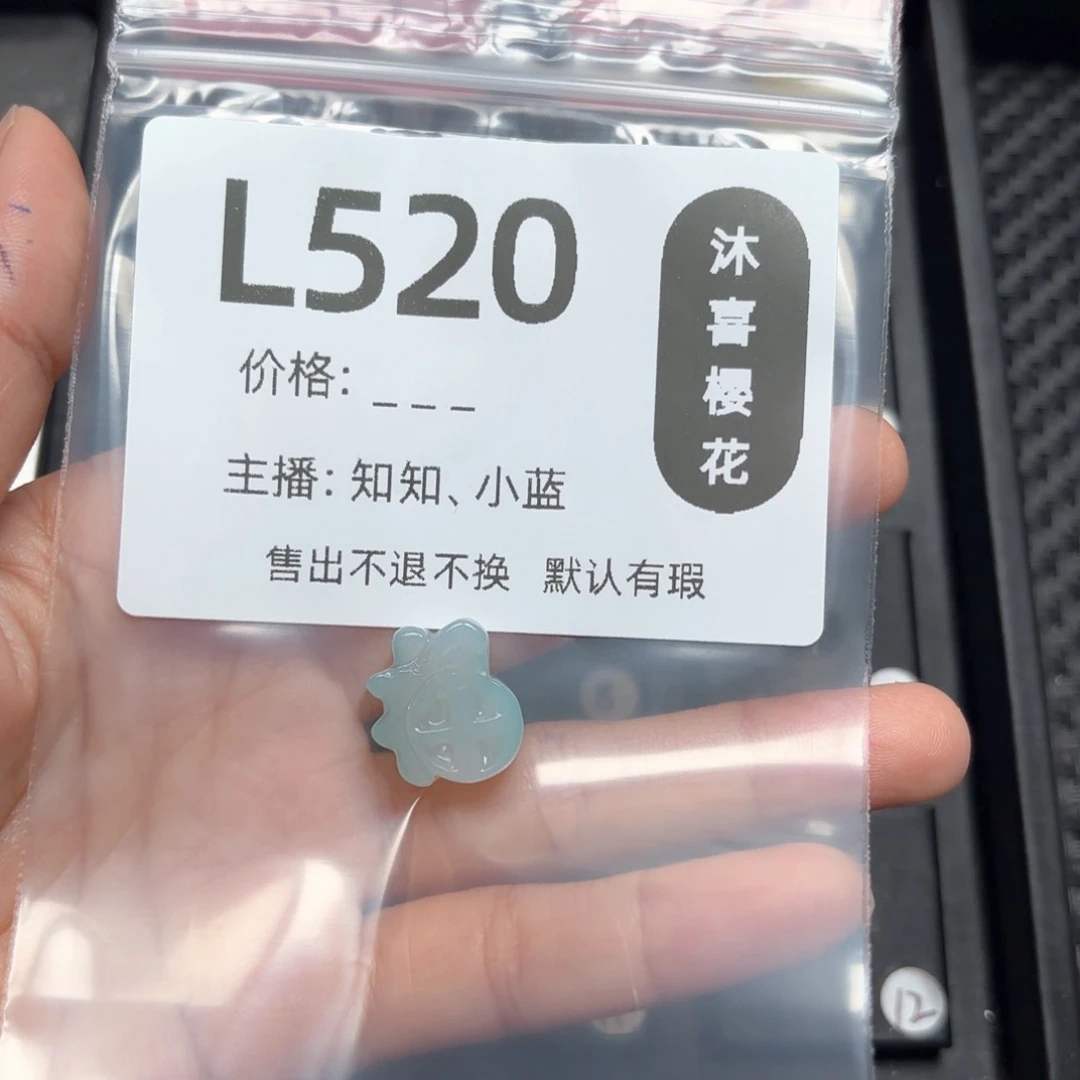 L520
价格: _ _ _
主播: 知知、小蓝
售出不退不换 默认有瑕
沐喜樱花
12